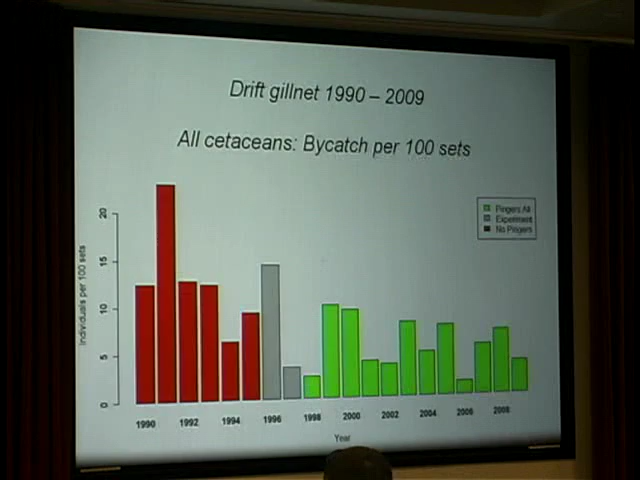 Drift gillnet 1990 – 2009
All cetaceans: Bycatch per 100 sets
Pingers All
Experiment
No Pingers
Individuals per 100 sets
20
15
10
5
0
1990 1992 1994 1996 1998 2000 2002 2004 2006 2008
Year